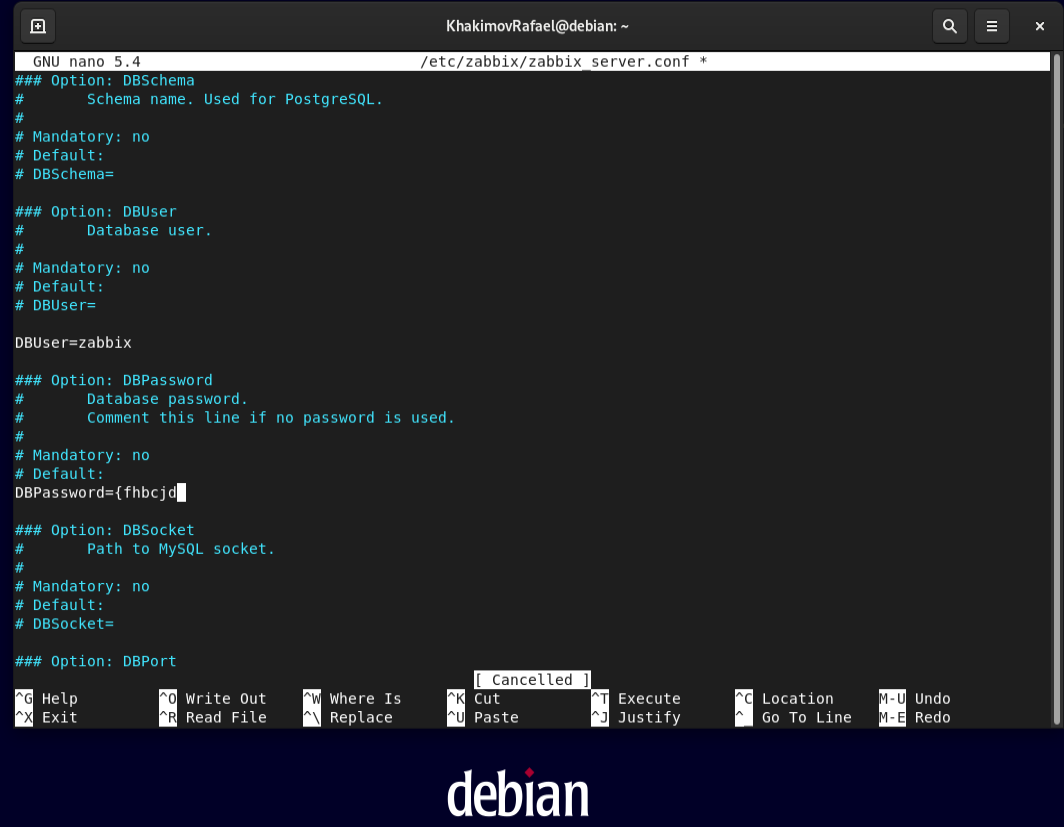 KhakimovRafael@debian: ~
GNU nano 5.4 /etc/zabbix/zabbix_server.conf *
### Option: DBSchema
#       Schema name. Used for PostgreSQL.
#
# Mandatory: no
# Default:
# DBSchema=

### Option: DBUser
#       Database user.
#
# Mandatory: no
# Default:
# DBUser=

DBUser=zabbix

### Option: DBPassword
#       Database password.
#       Comment this line if no password is used.
#
# Mandatory: no
# Default:
DBPassword={fhbcjd

### Option: DBSocket
#       Path to MySQL socket.
#
# Mandatory: no
# Default:
# DBSocket=

### Option: DBPort
[ Cancelled ]
^G Help ^O Write Out ^W Where Is ^K Cut ^T Execute ^C Location M-U Undo
^X Exit ^R Read File ^\ Replace ^U Paste ^J Justify ^_ Go To Line M-E Redo
debian